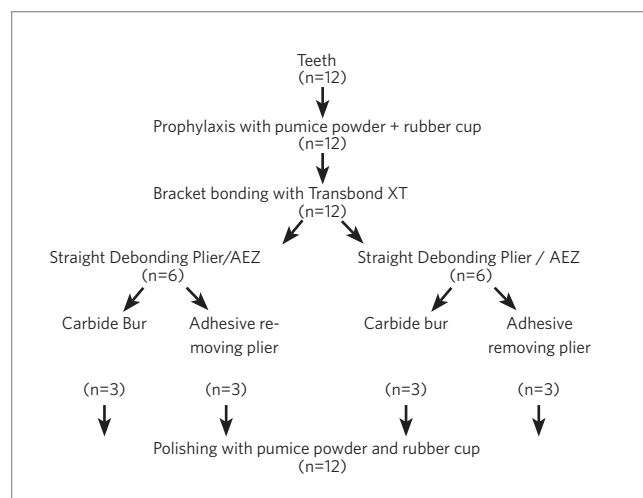 Teeth
(n=12)
Prophylaxis with pumice powder + rubber cup
(n=12)
Bracket bonding with Transbond XT
(n=12)
Straight Debonding Plier/AEZ
(n=6)
Straight Debonding Plier / AEZ
(n=6)
Carbide Bur
Adhesive re-
moving plier
Carbide bur
Adhesive
removing plier
(n=3)
(n=3)
(n=3)
(n=3)
Polishing with pumice powder and rubber cup
(n=12)